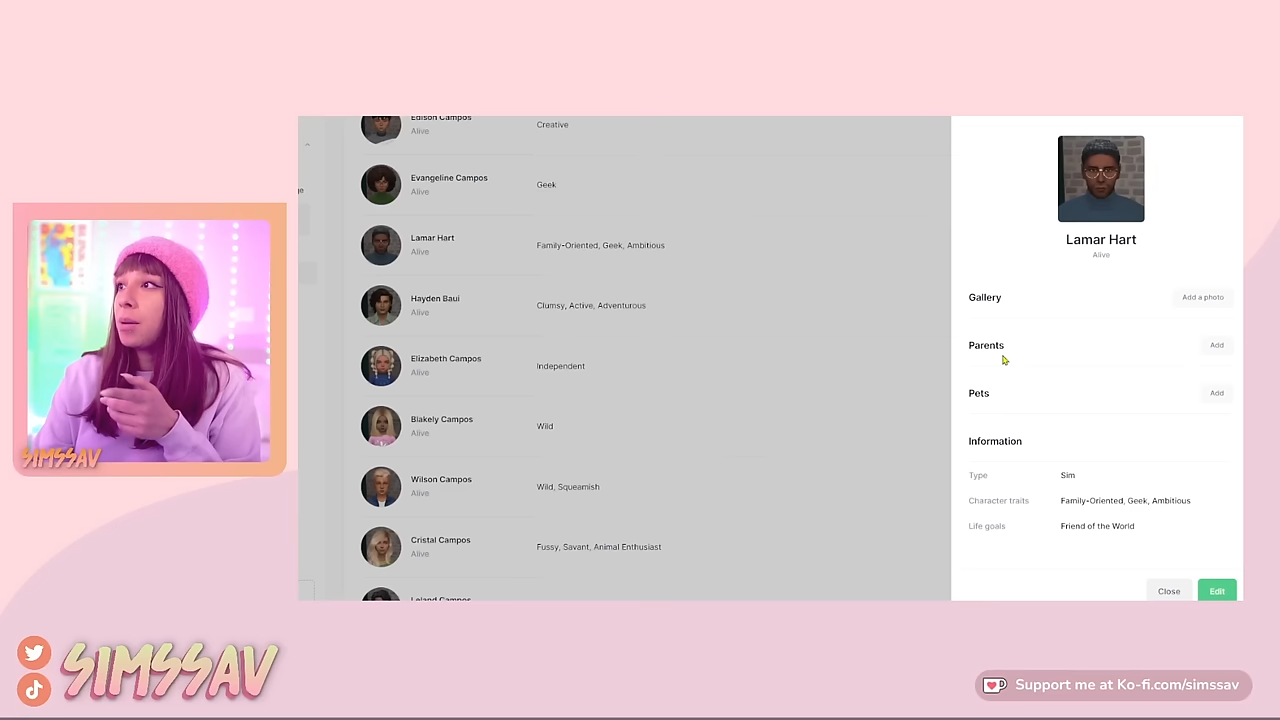 Edison Campos
Alive
Creative
ge
Evangeline Campos
Alive
Geek
Lamar Hart
Alive
Family-Oriented, Geek, Ambitious
Hayden Baui
Alive
Clumsy, Active, Adventurous
Elizabeth Campos
Alive
Independent
Blakely Campos
Alive
Wild
Wilson Campos
Alive
Wild, Squeamish
Cristal Campos
Alive
Fussy, Savant, Animal Enthusiast
Leland Campos
Lamar Hart
Alive
Gallery
Add a photo
Parents
Add
Pets
Add
Information
Type
Sim
Character traits
Family-Oriented, Geek, Ambitious
Life goals
Friend of the World
Close
Edit
SIMSSAV
SIMSSAV
Support me at Ko-fi.com/simssav